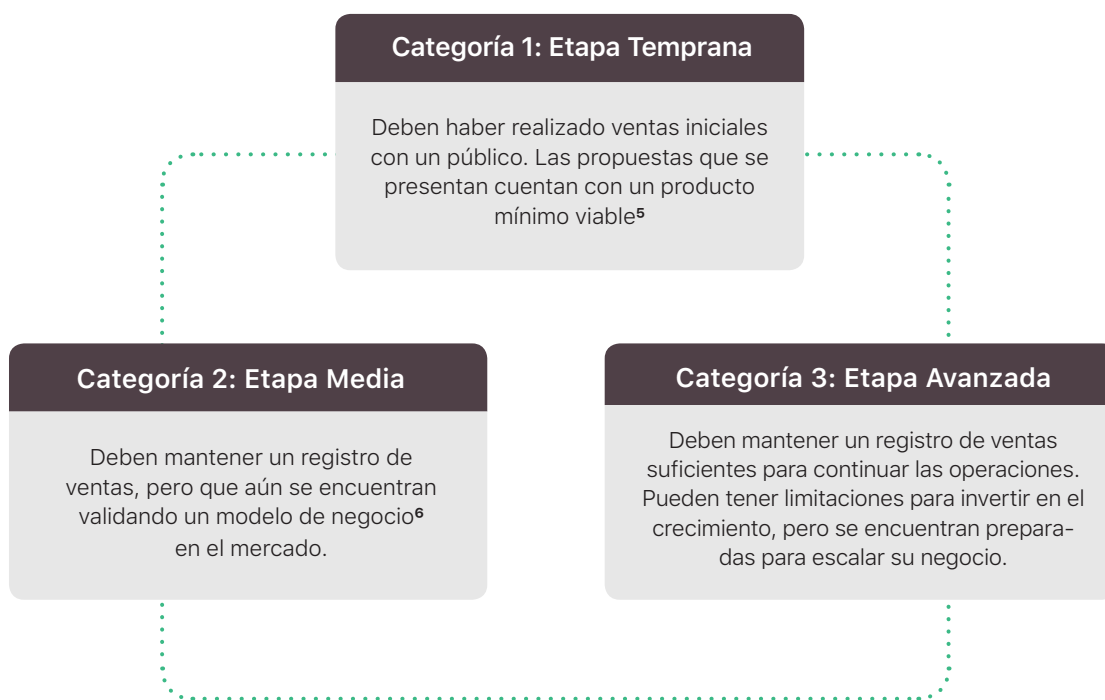 Categoría 1: Etapa Temprana
Deben haber realizado ventas iniciales
con un público. Las propuestas que se
presentan cuentan con un producto
mínimo viable⁵
Categoría 2: Etapa Media
Deben mantener un registro de
ventas, pero que aún se encuentran
validando un modelo de negocio⁶
en el mercado.
Categoría 3: Etapa Avanzada
Deben mantener un registro de ventas
suficientes para continuar las operaciones.
Pueden tener limitaciones para invertir en el
crecimiento, pero se encuentran prepara-
das para escalar su negocio.